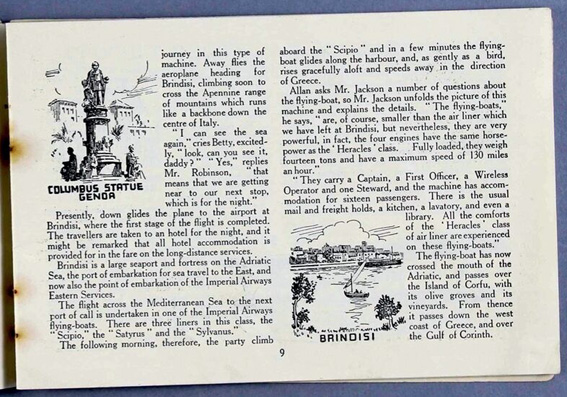 journey in this type of
machine. Away flies the
aeroplane heading for
Brindisi, climbing soon to
cross the Apennine range
of mountains which runs
like a backbone down the
centre of Italy.
" I can see the sea
again," cries Betty, excited-
ly, " look, can you see it,
daddy ? " " Yes," replies
Mr. Robinson, " that
means that we are getting
near to our next stop,
which is for the night."
COLUMBUS STATUE
GENOA
Presently, down glides the plane to the airport at
Brindisi, where the first stage of the flight is completed.
The travellers are taken to an hotel for the night, and it
might be remarked that all hotel accommodation is
provided for in the fare on the long-distance services.
Brindisi is a large seaport and fortress on the Adriatic
Sea, the port of embarkation for sea travel to the East, and
now also the point of embarkation of the Imperial Airways
Eastern Services.
The flight across the Mediterranean Sea to the next
port of call is undertaken in one of the Imperial Airways
flying-boats. There are three liners in this class, the
" Scipio," the " Satyrus " and the " Sylvanus."
The following morning, therefore, the party climb
aboard the " Scipio " and in a few minutes the flying-
boat glides along the harbour, and, as gently as a bird,
rises gracefully aloft and speeds away in the direction
of Greece.
Allan asks Mr. Jackson a number of questions about
the flying-boat, so Mr. Jackson unfolds the picture of this
machine and explains the details. " The flying-boats,"
he says, " are, of course, smaller than the air liner which
we have left at Brindisi, but nevertheless, they are very
powerful, in fact, the four engines have the same horse-
power as the ' Heracles ' class. Fully loaded, they weigh
fourteen tons and have a maximum speed of 130 miles
an hour."
" They carry a Captain, a First Officer, a Wireless
Operator and one Steward, and the machine has accom-
modation for sixteen passengers. There is the usual
mail and freight holds, a kitchen, a lavatory, and even a
library. All the comforts
of the ' Heracles ' class
of air liner are experienced
on these flying-boats."
The flying-boat has now
crossed the mouth of the
Adriatic, and passes over
the Island of Corfu, with
its olive groves and its
vineyards. From thence
it passes down the west
coast of Greece, and over
the Gulf of Corinth.
BRINDISI
9